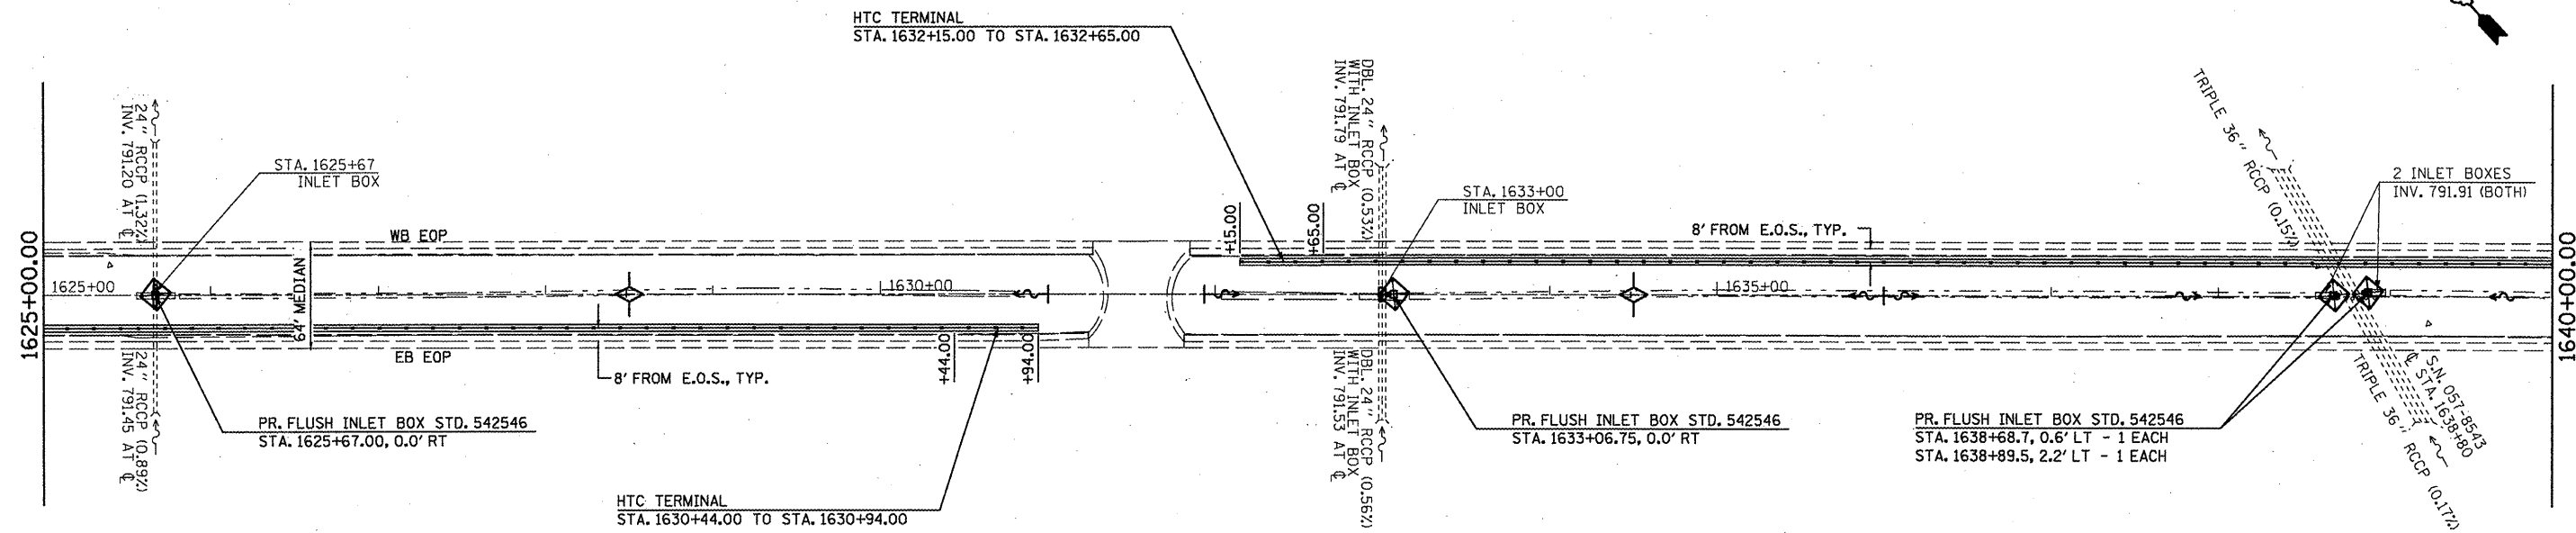 HTC TERMINAL
STA. 1632+15.00 TO STA. 1632+65.00
24" RCCP (1.32%)
INV. 791.20 AT ℄
STA. 1625+67
INLET BOX
DBL. 24" RCCP (0.53%)
WITH INLET BOX
INV. 791.79 AT ℄
STA. 1633+00
INLET BOX
TRIPLE 36" RCCP (0.15%)
2 INLET BOXES
INV. 791.91 (BOTH)
1625+00.00
WB EOP
+15.00
+65.00
8' FROM E.O.S., TYP.
1640+00.00
1625+00
64' MEDIAN
1630+00
1635+00
EB EOP
8' FROM E.O.S., TYP.
+44.00
+94.00
24" RCCP (0.89%)
INV. 791.45 AT ℄
PR. FLUSH INLET BOX STD. 542546
STA. 1625+67.00, 0.0' RT
DBL. 24" RCCP (0.56%)
WITH INLET BOX
INV. 791.53 AT ℄
PR. FLUSH INLET BOX STD. 542546
STA. 1633+06.75, 0.0' RT
PR. FLUSH INLET BOX STD. 542546
STA. 1638+68.7, 0.6' LT - 1 EACH
STA. 1638+89.5, 2.2' LT - 1 EACH
S.N. 057-8543
℄ STA. 1638+80
TRIPLE 36" RCCP (0.17%)
HTC TERMINAL
STA. 1630+44.00 TO STA. 1630+94.00